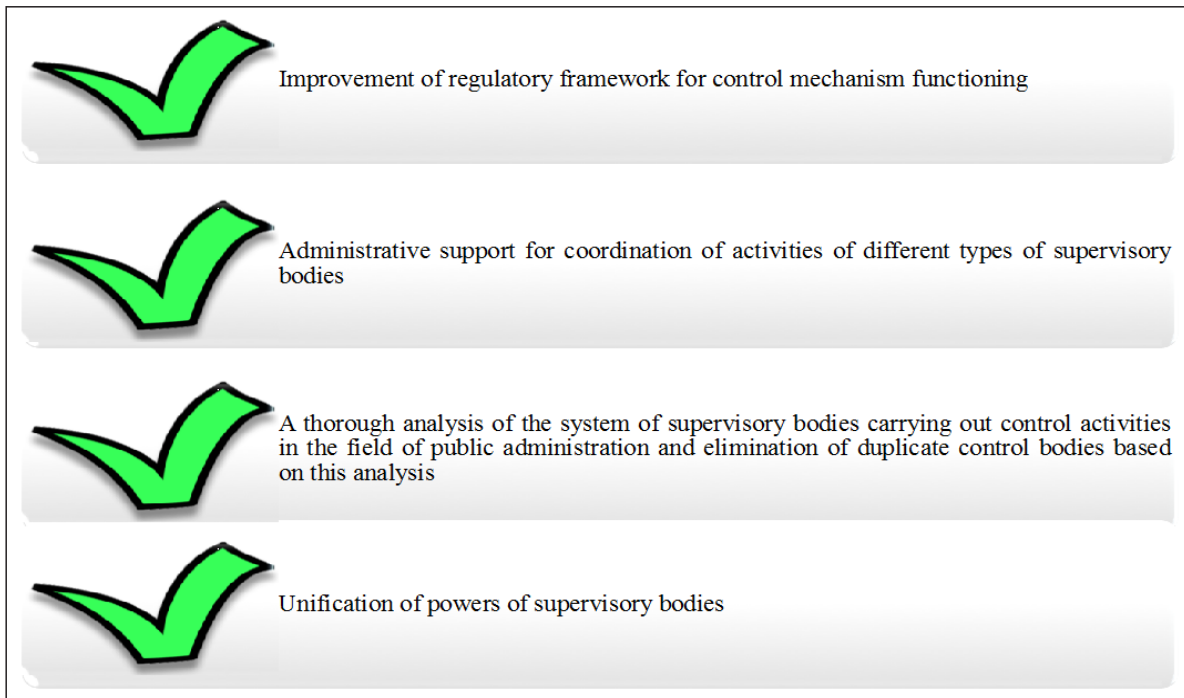 Improvement of regulatory framework for control mechanism functioning
Administrative support for coordination of activities of different types of supervisory
bodies
A thorough analysis of the system of supervisory bodies carrying out control activities
in the field of public administration and elimination of duplicate control bodies based
on this analysis
Unification of powers of supervisory bodies